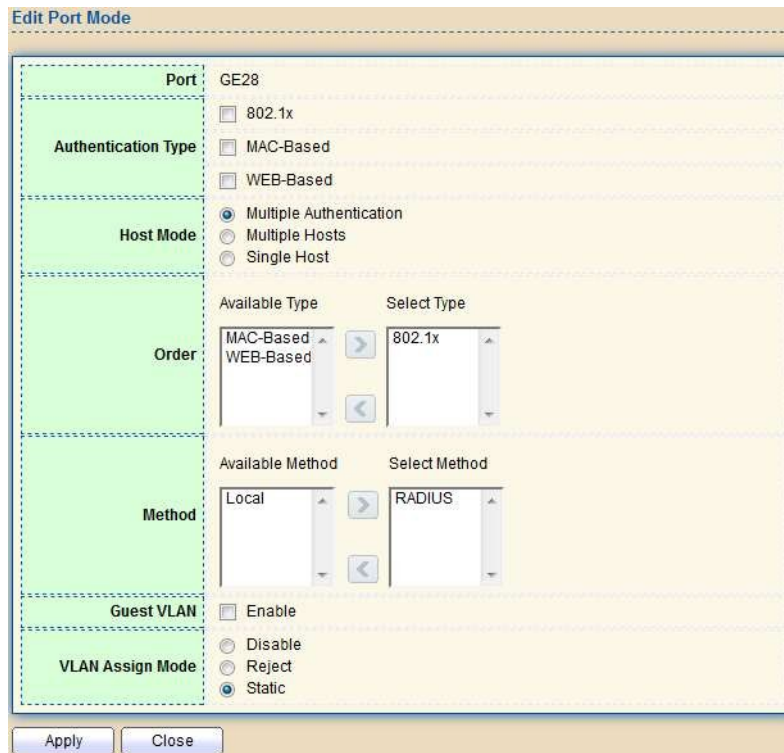 Edit Port Mode
Port GE28
Authentication Type
802.1x
MAC-Based
WEB-Based
Host Mode
Multiple Authentication
Multiple Hosts
Single Host
Order
Available Type Select Type
MAC-Based 802.1x
WEB-Based
Method
Available Method Select Method
Local RADIUS
Guest VLAN Enable
VLAN Assign Mode
Disable
Reject
Static
Apply Close